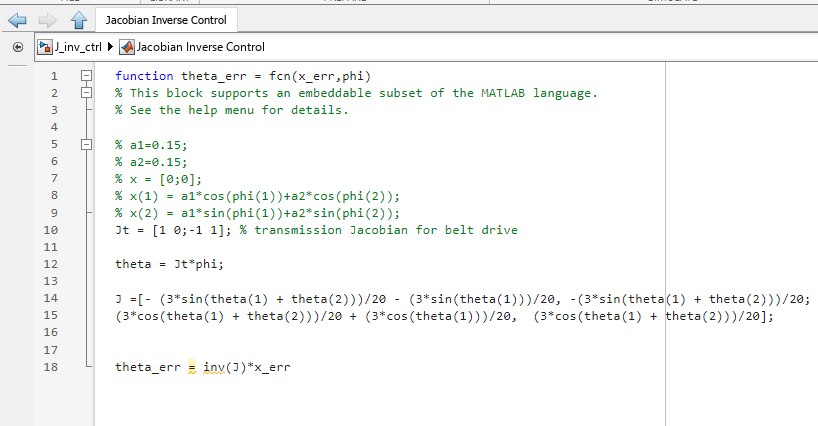 Jacobian Inverse Control
J_inv_ctrl Jacobian Inverse Control
1 function theta_err = fcn(x_err,phi)
2 % This block supports an embeddable subset of the MATLAB language.
3 % See the help menu for details.
4
5 % a1=0.15;
6 % a2=0.15;
7 % x = [0;0];
8 % x(1) = a1*cos(phi(1))+a2*cos(phi(2));
9 % x(2) = a1*sin(phi(1))+a2*sin(phi(2));
10 Jt = [1 0;-1 1]; % transmission Jacobian for belt drive
11
12 theta = Jt*phi;
13
14 J =[- (3*sin(theta(1) + theta(2)))/20 - (3*sin(theta(1)))/20, -(3*sin(theta(1) + theta(2)))/20;
15 (3*cos(theta(1) + theta(2)))/20 + (3*cos(theta(1)))/20, (3*cos(theta(1) + theta(2)))/20];
16
17
18 theta_err = inv(J)*x_err